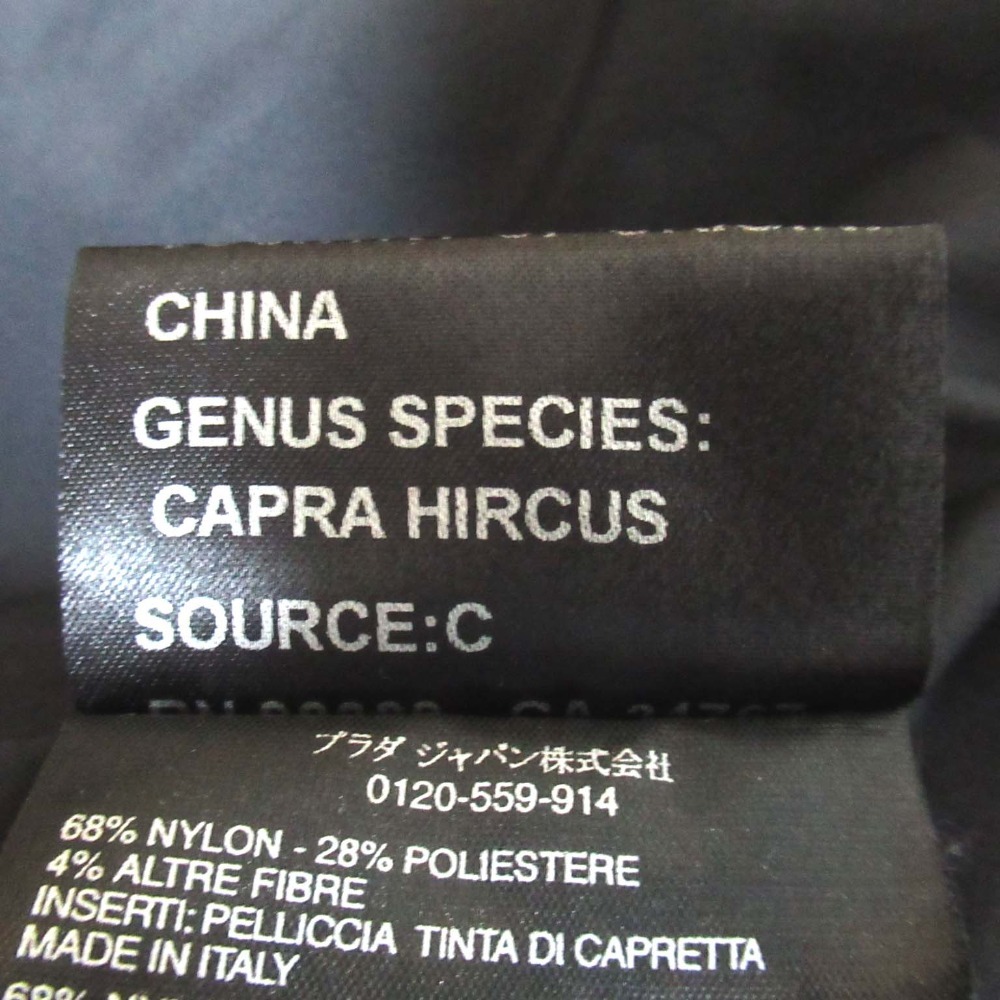 CHINA
GENUS SPECIES:
CAPRA HIRCUS
SOURCE:C
プラダ ジャパン株式会社
0120-559-914
68% NYLON - 28% POLIESTERE
4% ALTRE FIBRE
INSERTI: PELLICCIA TINTA DI CAPRETTA
MADE IN ITALY
68%